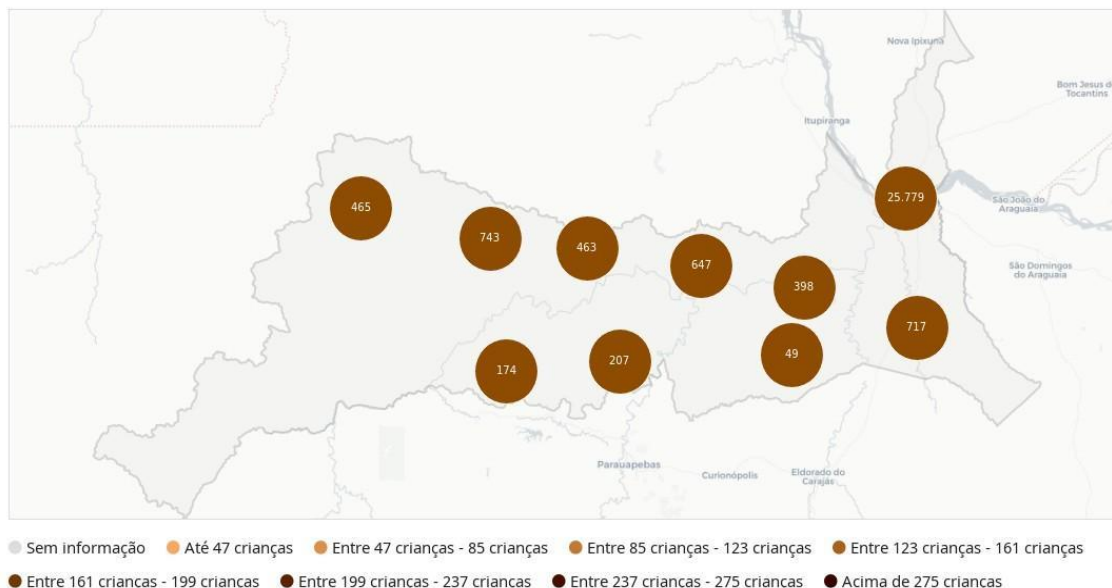 Nova Ipixuna
Bom Jesus do
Tocantins
Itupiranga
25.779
São João do
Araguaia
465
743
463
647
São Domingos
do Araguaia
398
717
49
207
174
Parauapebas
Curionópolis
Eldorado do
Carajás
Sem informação
Até 47 crianças
Entre 47 crianças - 85 crianças
Entre 85 crianças - 123 crianças
Entre 123 crianças - 161 crianças
Entre 161 crianças - 199 crianças
Entre 199 crianças - 237 crianças
Entre 237 crianças - 275 crianças
Acima de 275 crianças